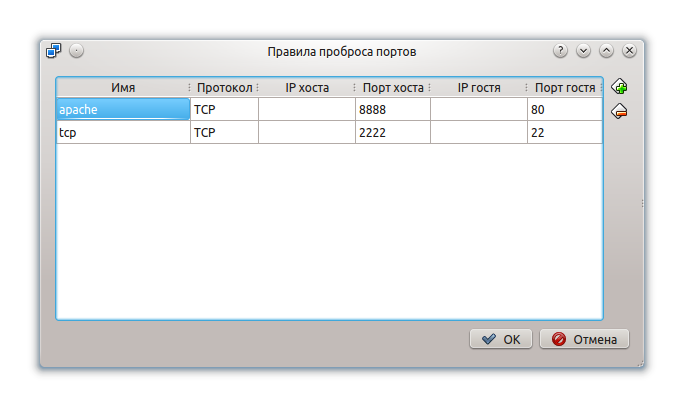 Правила проброса портов
Имя Протокол IP хоста Порт хоста IP гостя Порт гостя
apache TCP 8888 80
tcp TCP 2222 22
OK Отмена